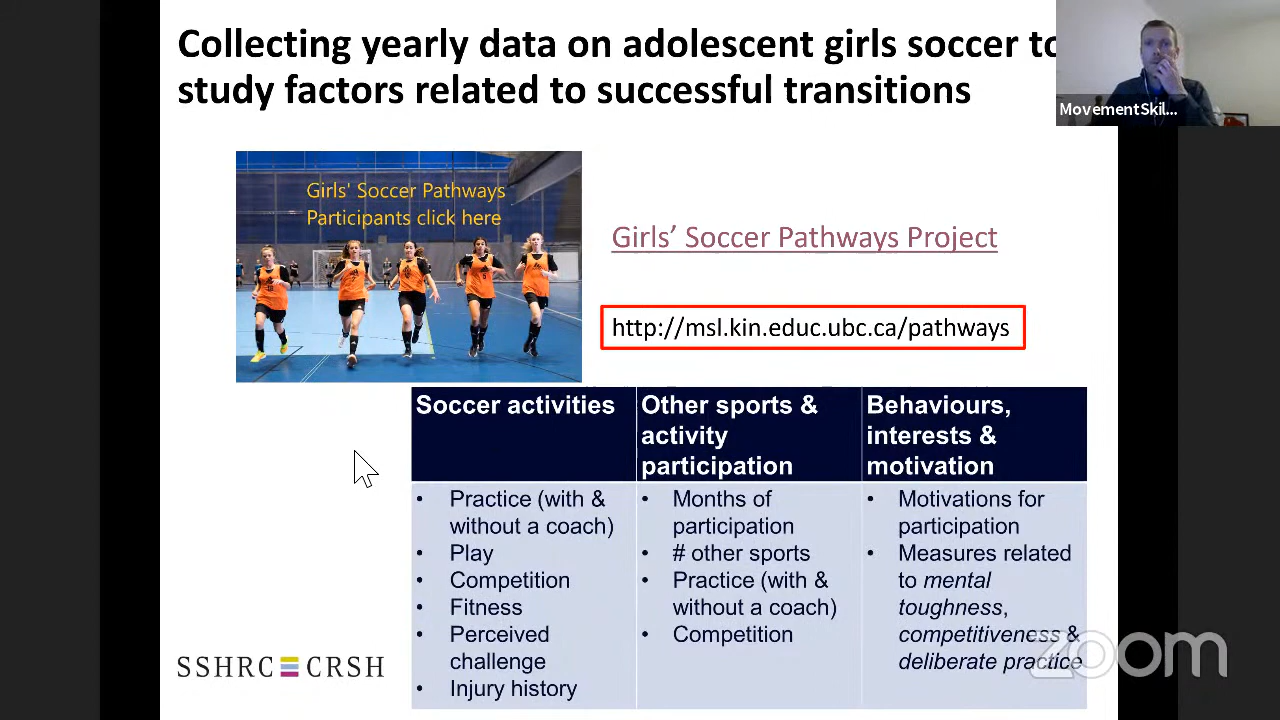 Collecting yearly data on adolescent girls soccer to
study factors related to successful transitions
MovementSkil...
Girls' Soccer Pathways
Participants click here
Girls’ Soccer Pathways Project
http://msl.kin.educ.ubc.ca/pathways
Soccer activities
• Practice (with &
without a coach)
• Play
• Competition
• Fitness
• Perceived
challenge
• Injury history
Other sports &
activity
participation
• Months of
participation
• # other sports
• Practice (with &
without a coach)
• Competition
Behaviours,
interests &
motivation
• Motivations for
participation
• Measures related
to mental
toughness,
competitiveness &
deliberate practice
SSHRC CRSH
zoom